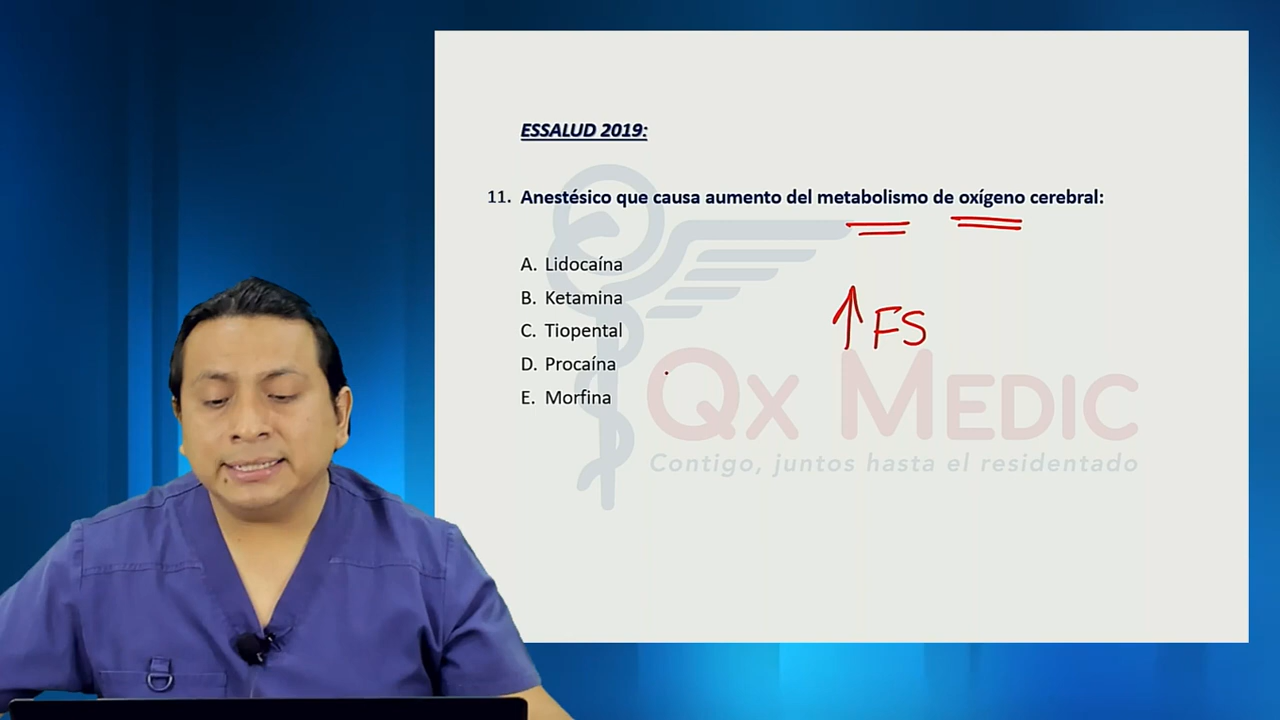 ESSALUD 2019:
11. Anestésico que causa aumento del metabolismo de oxígeno cerebral:
A. Lidocaína
B. Ketamina
↑ FS
C. Tiopental
D. Procaína
E. Morfina
Qx MEDIC
Contigo, juntos hasta el residentado